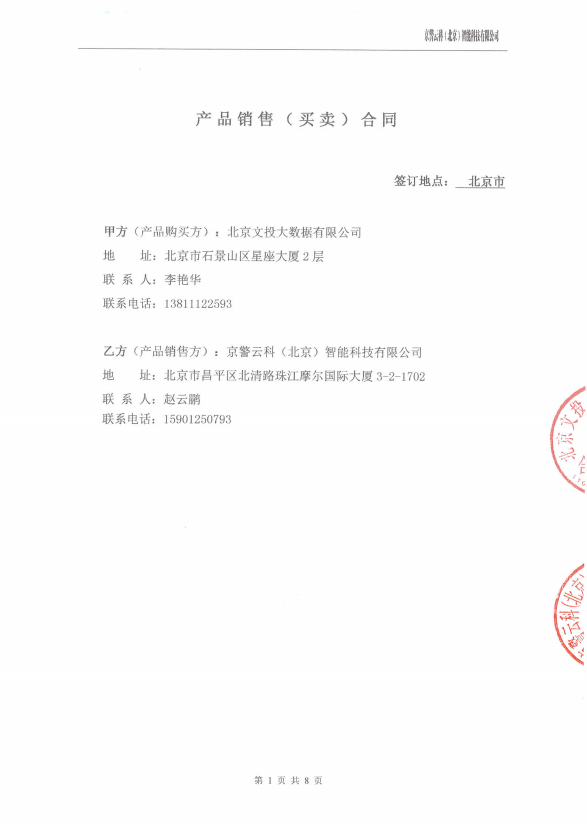 京警云科（北京）智能科技有限公司
产品销售（买卖）合同
签订地点： 北京市
甲方（产品购买方）：北京文投大数据有限公司
地 址：北京市石景山区星座大厦 2 层
联 系 人：李艳华
联系电话：13811122593
乙方（产品销售方）：京警云科（北京）智能科技有限公司
地 址：北京市昌平区北清路珠江摩尔国际大厦 3-2-1702
联 系 人：赵云鹏
联系电话：15901250793
北京文投
云科（北京）
第 1 页 共 8 页